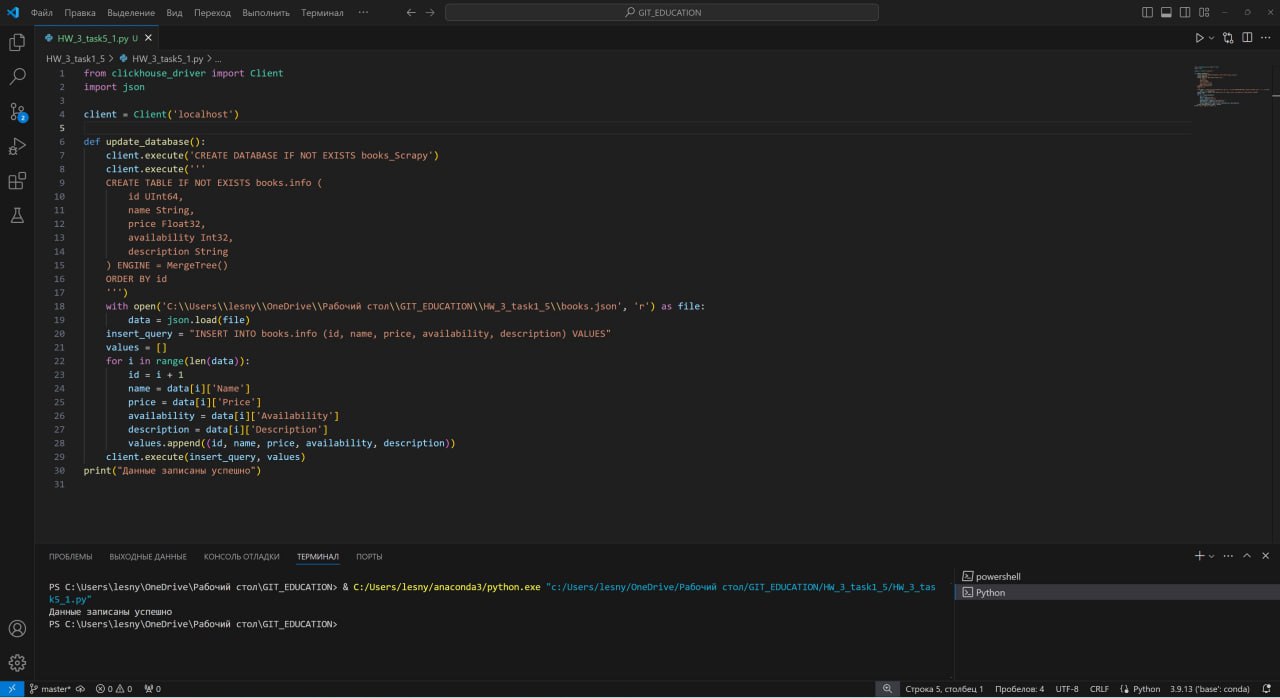 Файл Правка Выделение Вид Переход Выполнить Терминал ··· GIT_EDUCATION
HW_3_task5_1.py U
HW_3_task1_5 > HW_3_task5_1.py > ...
1 from clickhouse_driver import Client
2 import json
3
4 client = Client('localhost')
5
6 def update_database():
7 client.execute('CREATE DATABASE IF NOT EXISTS books_Scrapy')
8 client.execute('''
9 CREATE TABLE IF NOT EXISTS books.info (
10 id UInt64,
11 name String,
12 price Float32,
13 availability Int32,
14 description String
15 ) ENGINE = MergeTree()
16 ORDER BY id
17 ''')
18 with open('C:\\Users\\lesny\\OneDrive\\Рабочий стол\\GIT_EDUCATION\\HW_3_task1_5\\books.json', 'r') as file:
19 data = json.load(file)
20 insert_query = "INSERT INTO books.info (id, name, price, availability, description) VALUES"
21 values = []
22 for i in range(len(data)):
23 id = i + 1
24 name = data[i]['Name']
25 price = data[i]['Price']
26 availability = data[i]['Availability']
27 description = data[i]['Description']
28 values.append((id, name, price, availability, description))
29 client.execute(insert_query, values)
30 print("Данные записаны успешно")
31
ПРОБЛЕМЫ ВЫХОДНЫЕ ДАННЫЕ КОНСОЛЬ ОТЛАДКИ ТЕРМИНАЛ ПОРТЫ
PS C:\Users\lesny\OneDrive\Рабочий стол\GIT_EDUCATION> & C:/Users/lesny/anaconda3/python.exe "c:/Users/lesny/OneDrive/Рабочий стол/GIT_EDUCATION/HW_3_task1_5/HW_3_tas
k5_1.py"
Данные записаны успешно
PS C:\Users\lesny\OneDrive\Рабочий стол\GIT_EDUCATION>
powershell
Python
2
master* 0 0 0 Строка 5, столбец 1 Пробелов: 4 UTF-8 CRLF Python 3.9.13 ('base': conda)